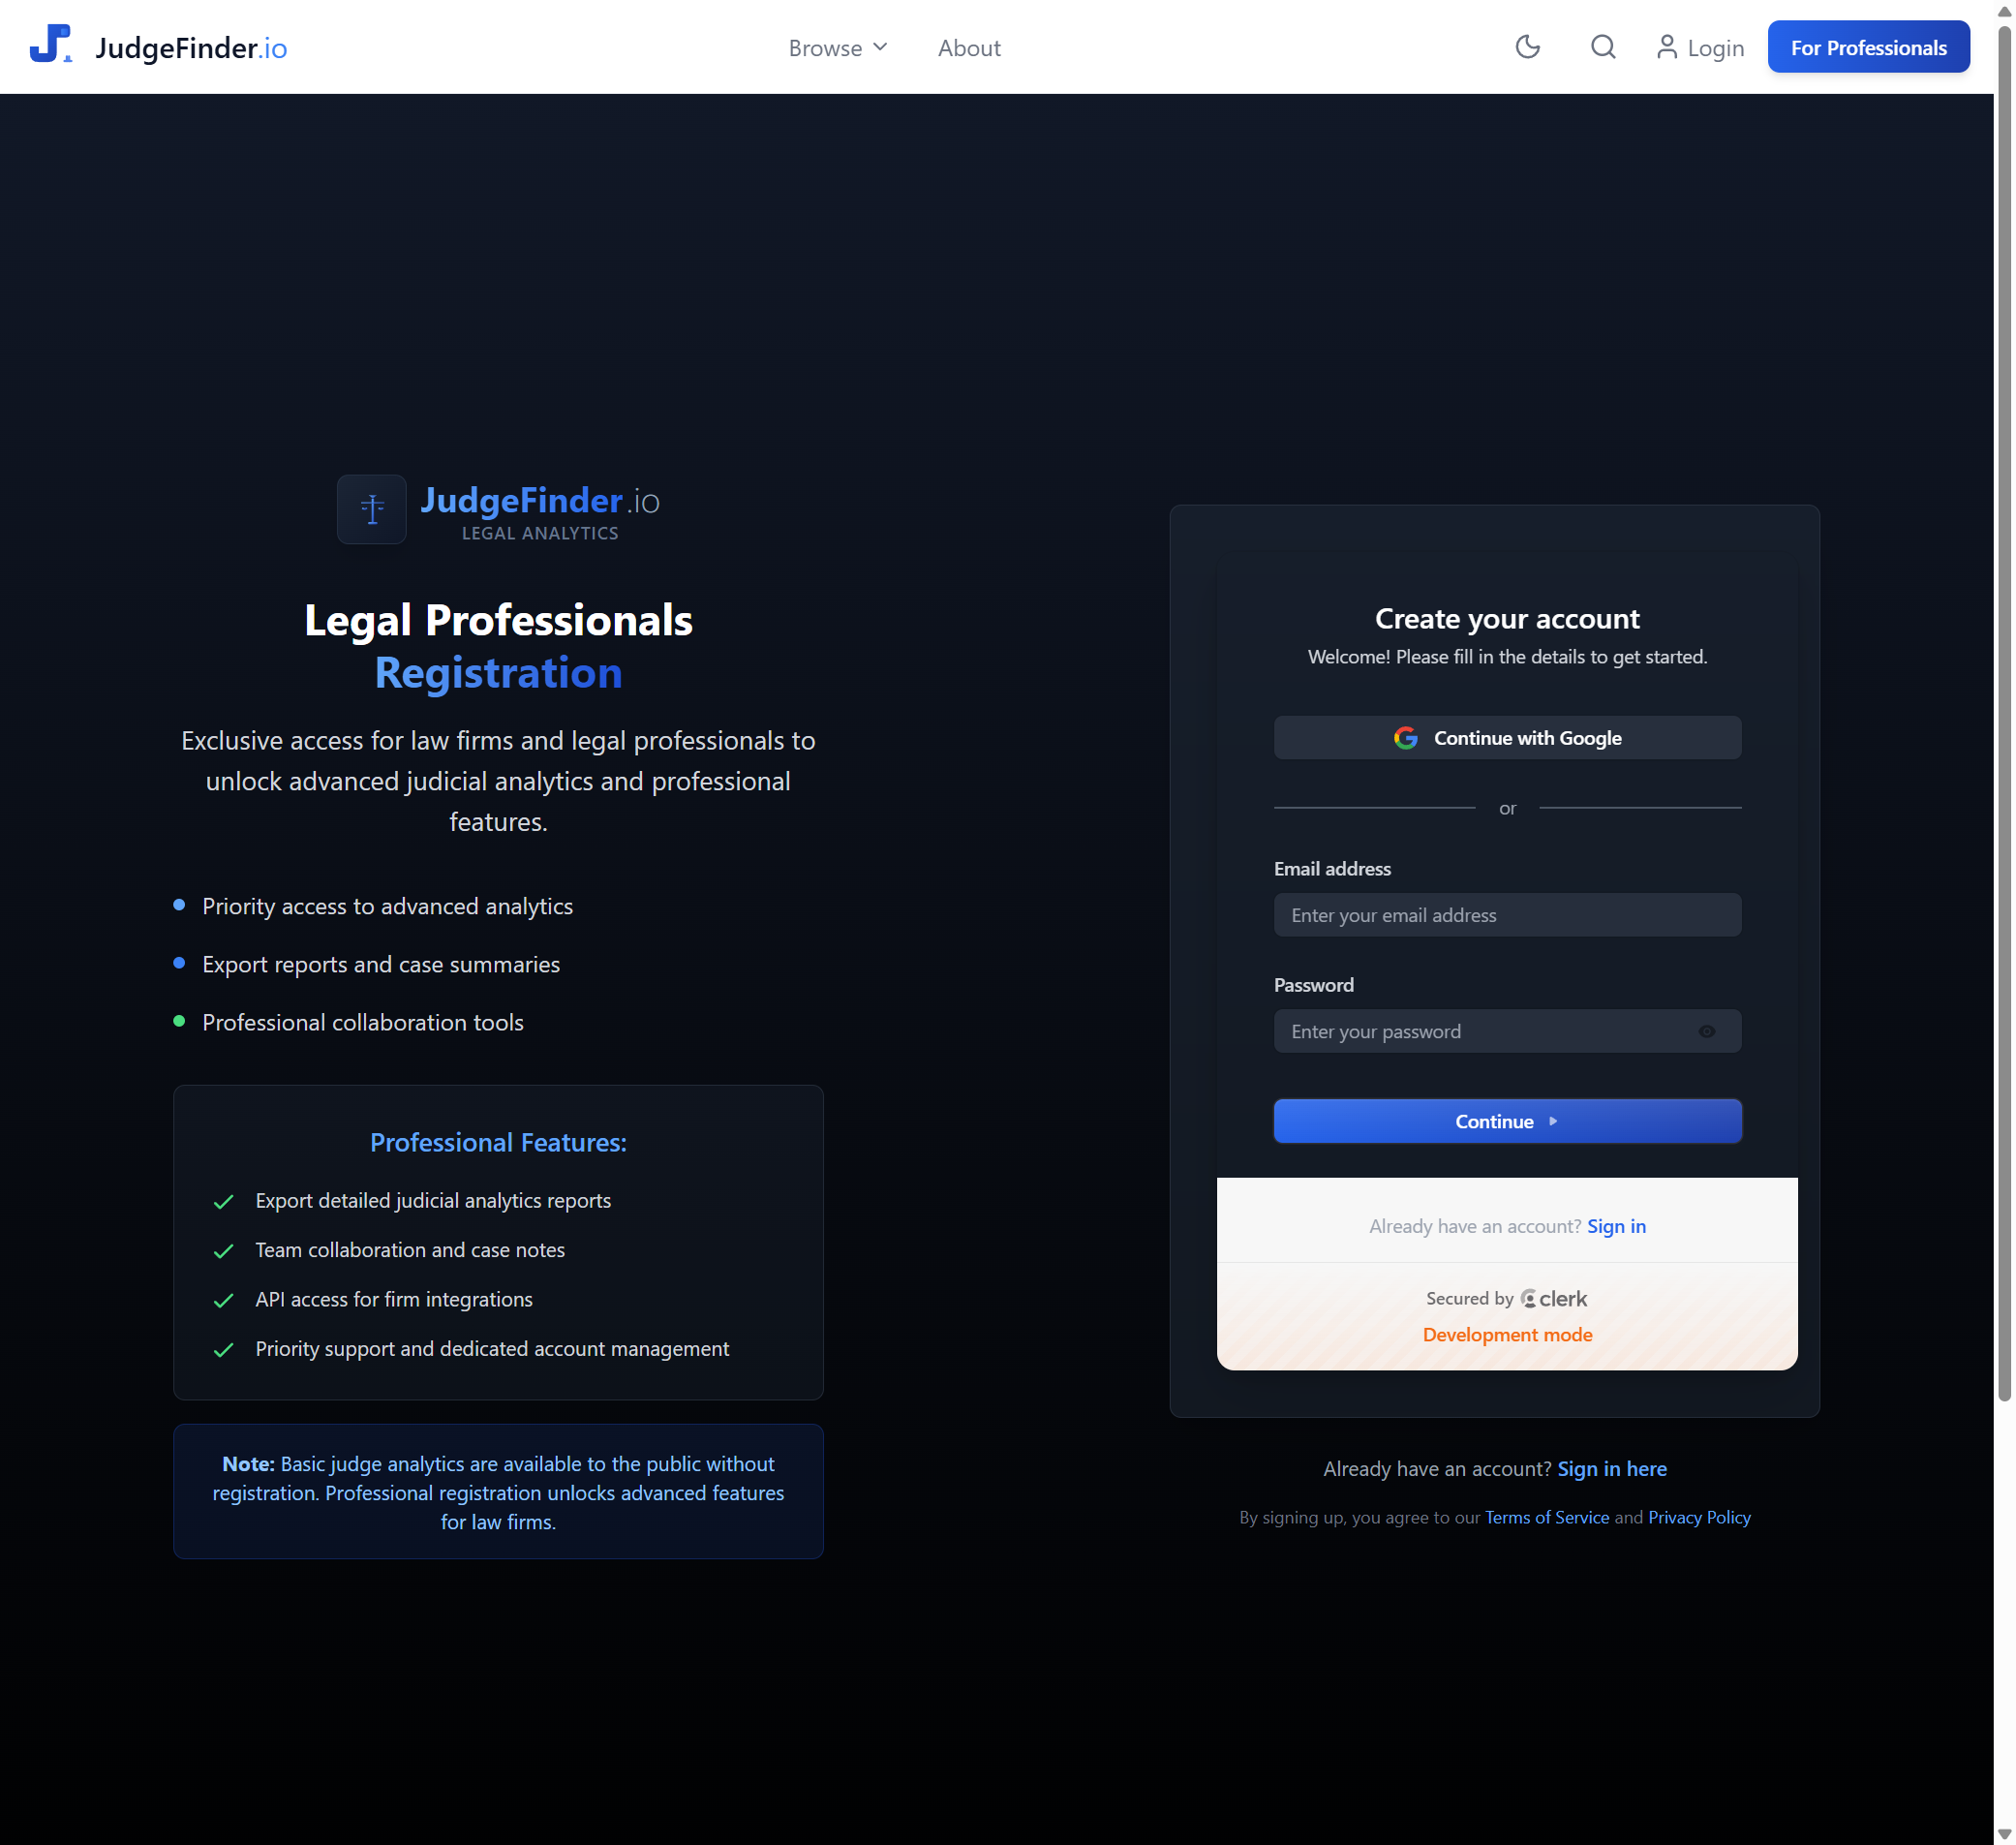 JudgeFinder.io
Browse
About
Login
For Professionals
JudgeFinder.io
LEGAL ANALYTICS
Legal Professionals
Registration
Exclusive access for law firms and legal professionals to
unlock advanced judicial analytics and professional
features.
Priority access to advanced analytics
Export reports and case summaries
Professional collaboration tools
Professional Features:
Export detailed judicial analytics reports
Team collaboration and case notes
API access for firm integrations
Priority support and dedicated account management
Note: Basic judge analytics are available to the public without
registration. Professional registration unlocks advanced features
for law firms.
Create your account
Welcome! Please fill in the details to get started.
Continue with Google
or
Email address
Enter your email address
Password
Enter your password
Continue
Already have an account? Sign in
Secured by clerk
Development mode
Already have an account? Sign in here
By signing up, you agree to our Terms of Service and Privacy Policy